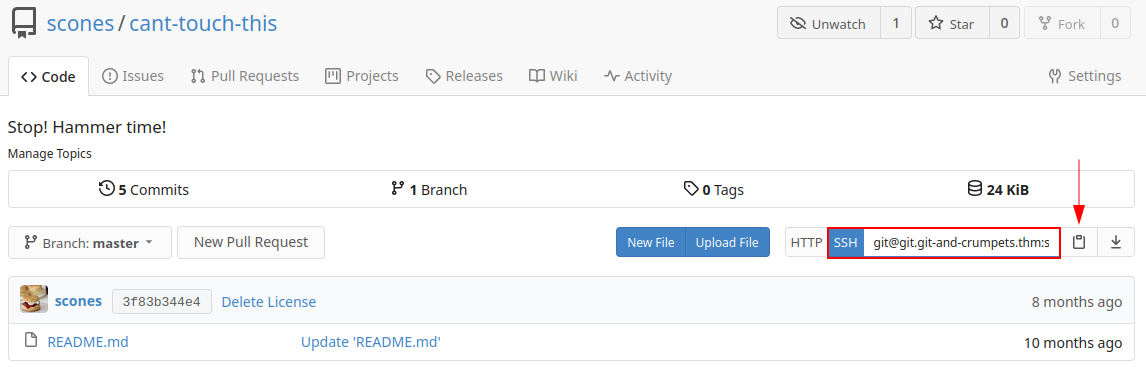 scones / cant-touch-this Unwatch 1 Star 0 Fork 0
Code Issues Pull Requests Projects Releases Wiki Activity Settings
Stop! Hammer time!
Manage Topics
5 Commits 1 Branch 0 Tags 24 KiB
Branch: master New Pull Request New File Upload File HTTP SSH git@git.git-and-crumpets.thm:s
scones 3f83b344e4 Delete License 8 months ago
README.md Update 'README.md' 10 months ago